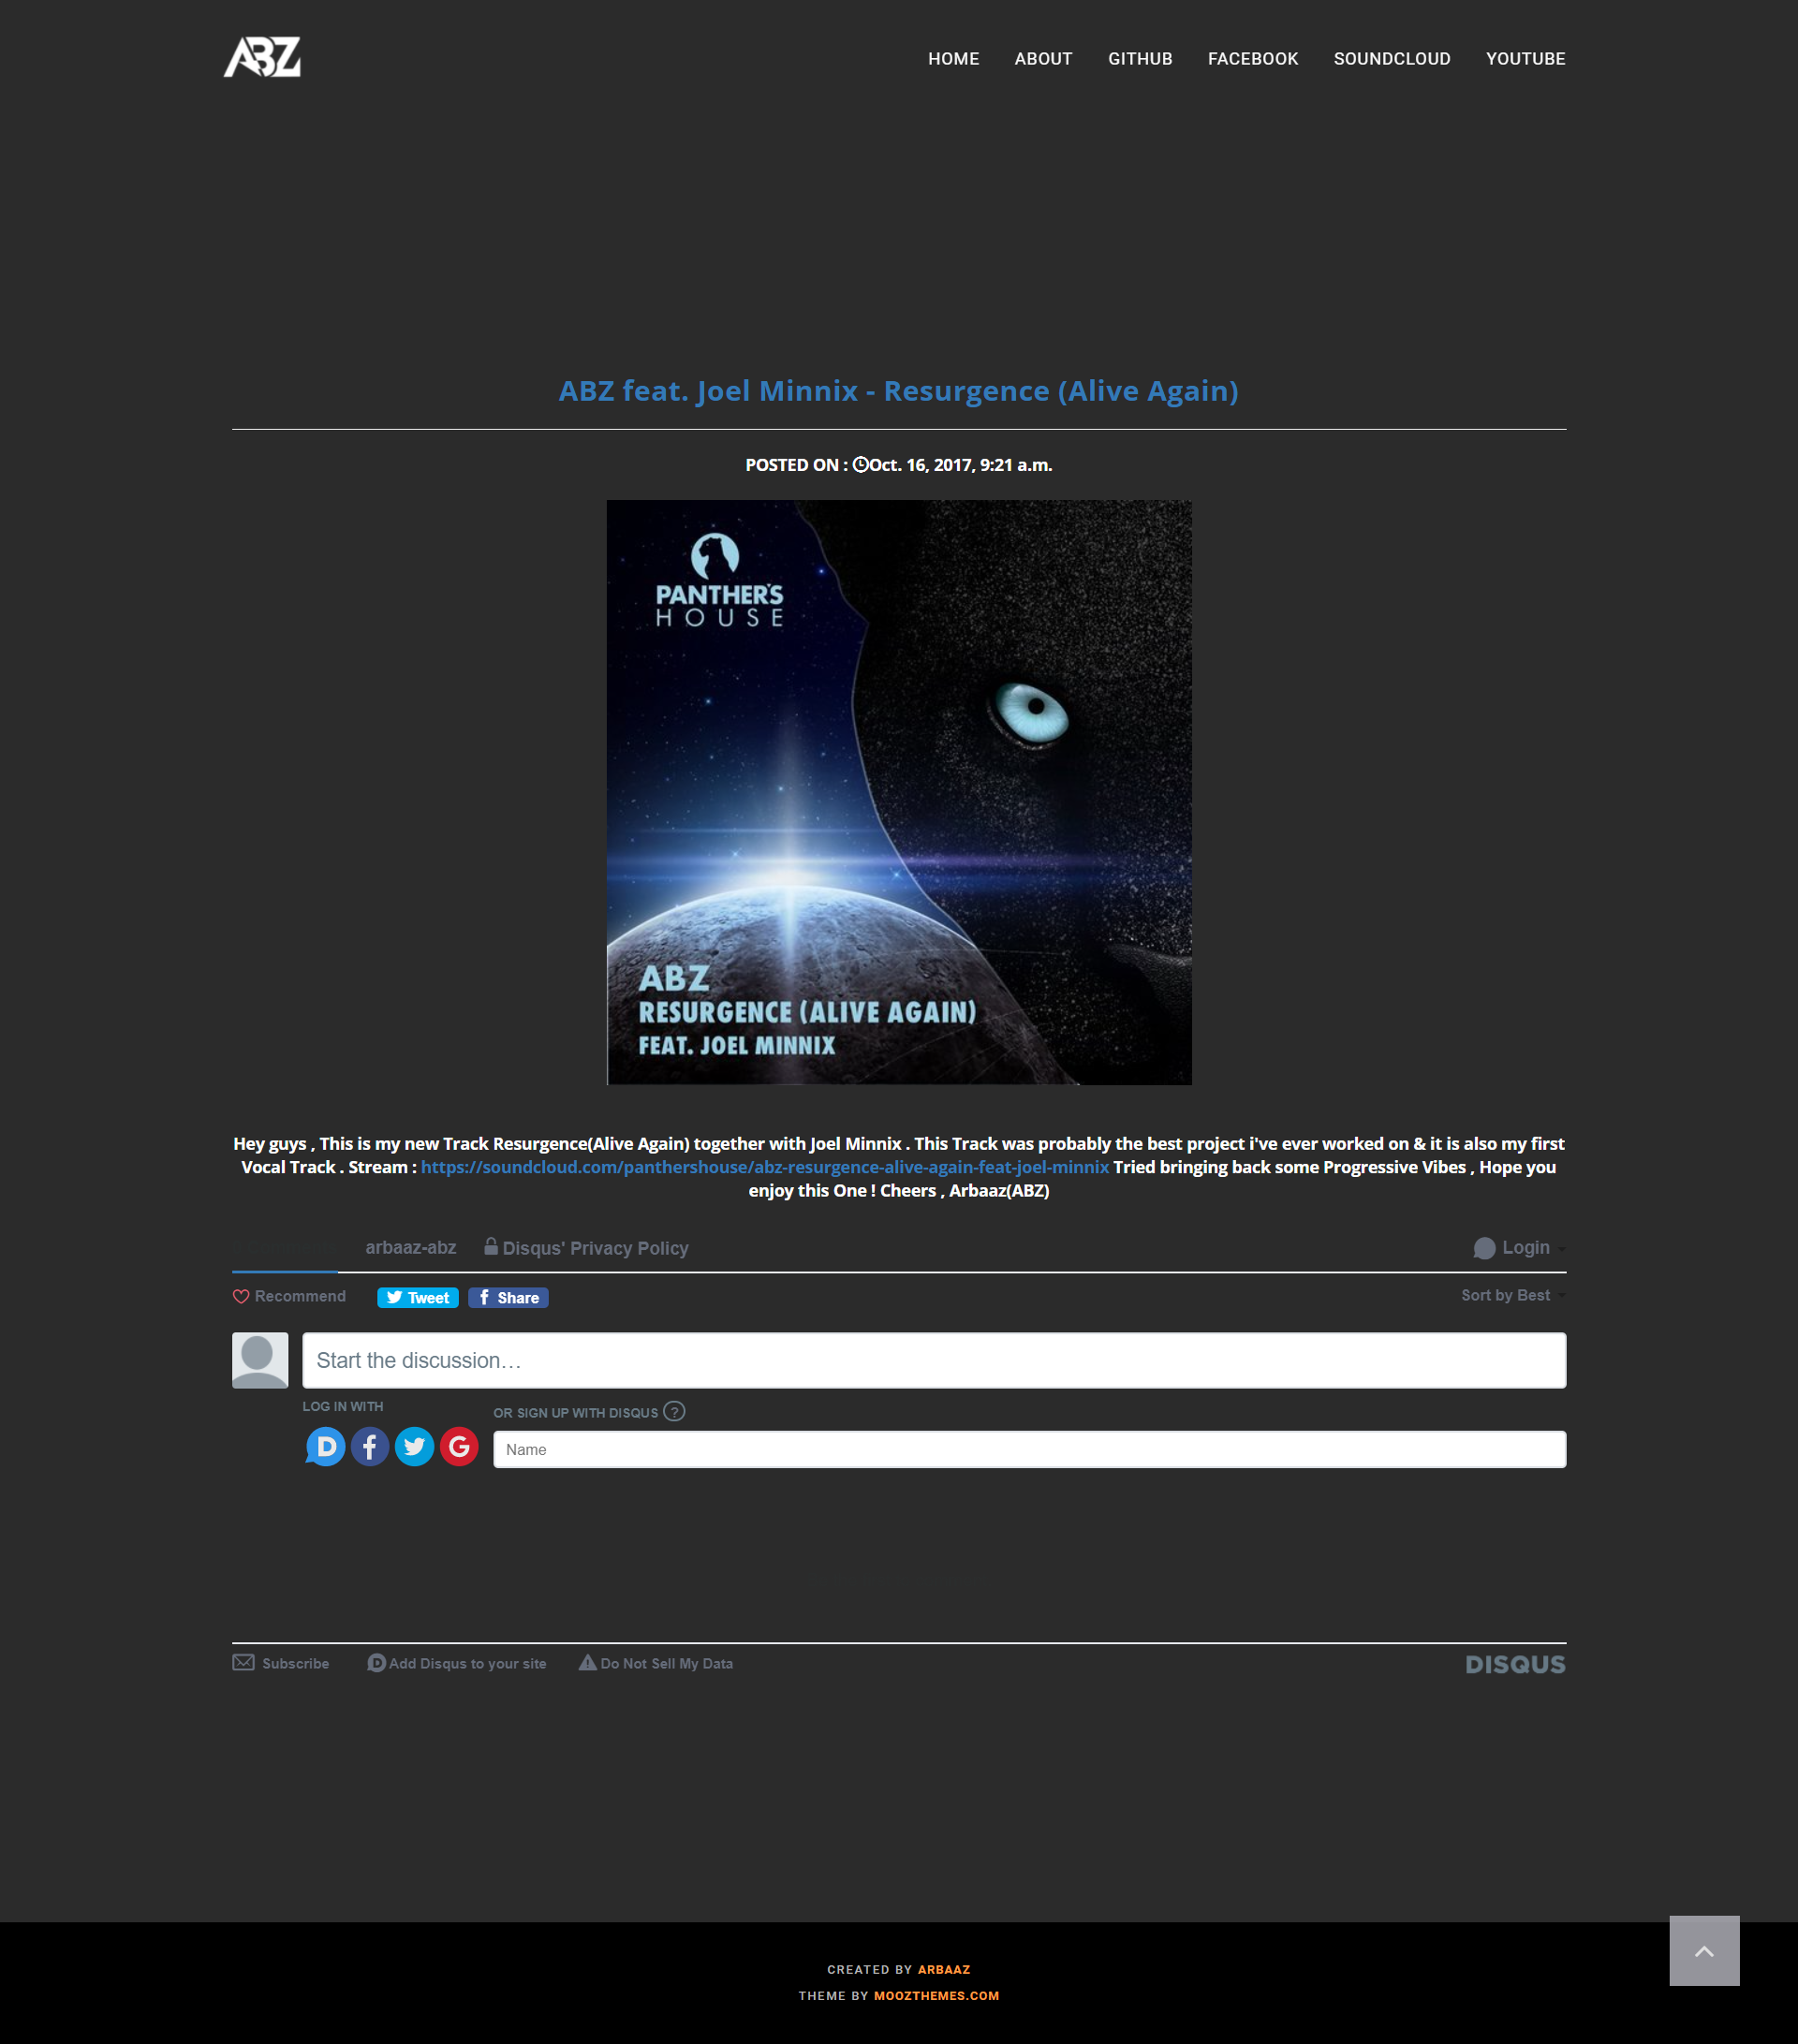 ABZ
HOME ABOUT GITHUB FACEBOOK SOUNDCLOUD YOUTUBE
ABZ feat. Joel Minnix - Resurgence (Alive Again)
POSTED ON : Oct. 16, 2017, 9:21 a.m.
PANTHER'S
HOUSE
ABZ
RESURGENCE (ALIVE AGAIN)
FEAT. JOEL MINNIX
Hey guys , This is my new Track Resurgence(Alive Again) together with Joel Minnix . This Track was probably the best project i've ever worked on & it is also my first
Vocal Track . Stream : https://soundcloud.com/panthershouse/abz-resurgence-alive-again-feat-joel-minnix Tried bringing back some Progressive Vibes , Hope you
enjoy this One ! Cheers , Arbaaz(ABZ)
arbaaz-abz Disqus' Privacy Policy Login
Recommend Tweet Share Sort by Best
Start the discussion…
LOG IN WITH
OR SIGN UP WITH DISQUS ?
Name
Subscribe Add Disqus to your site Do Not Sell My Data DISQUS
CREATED BY ARBAAZ
THEME BY MOOZTHEMES.COM